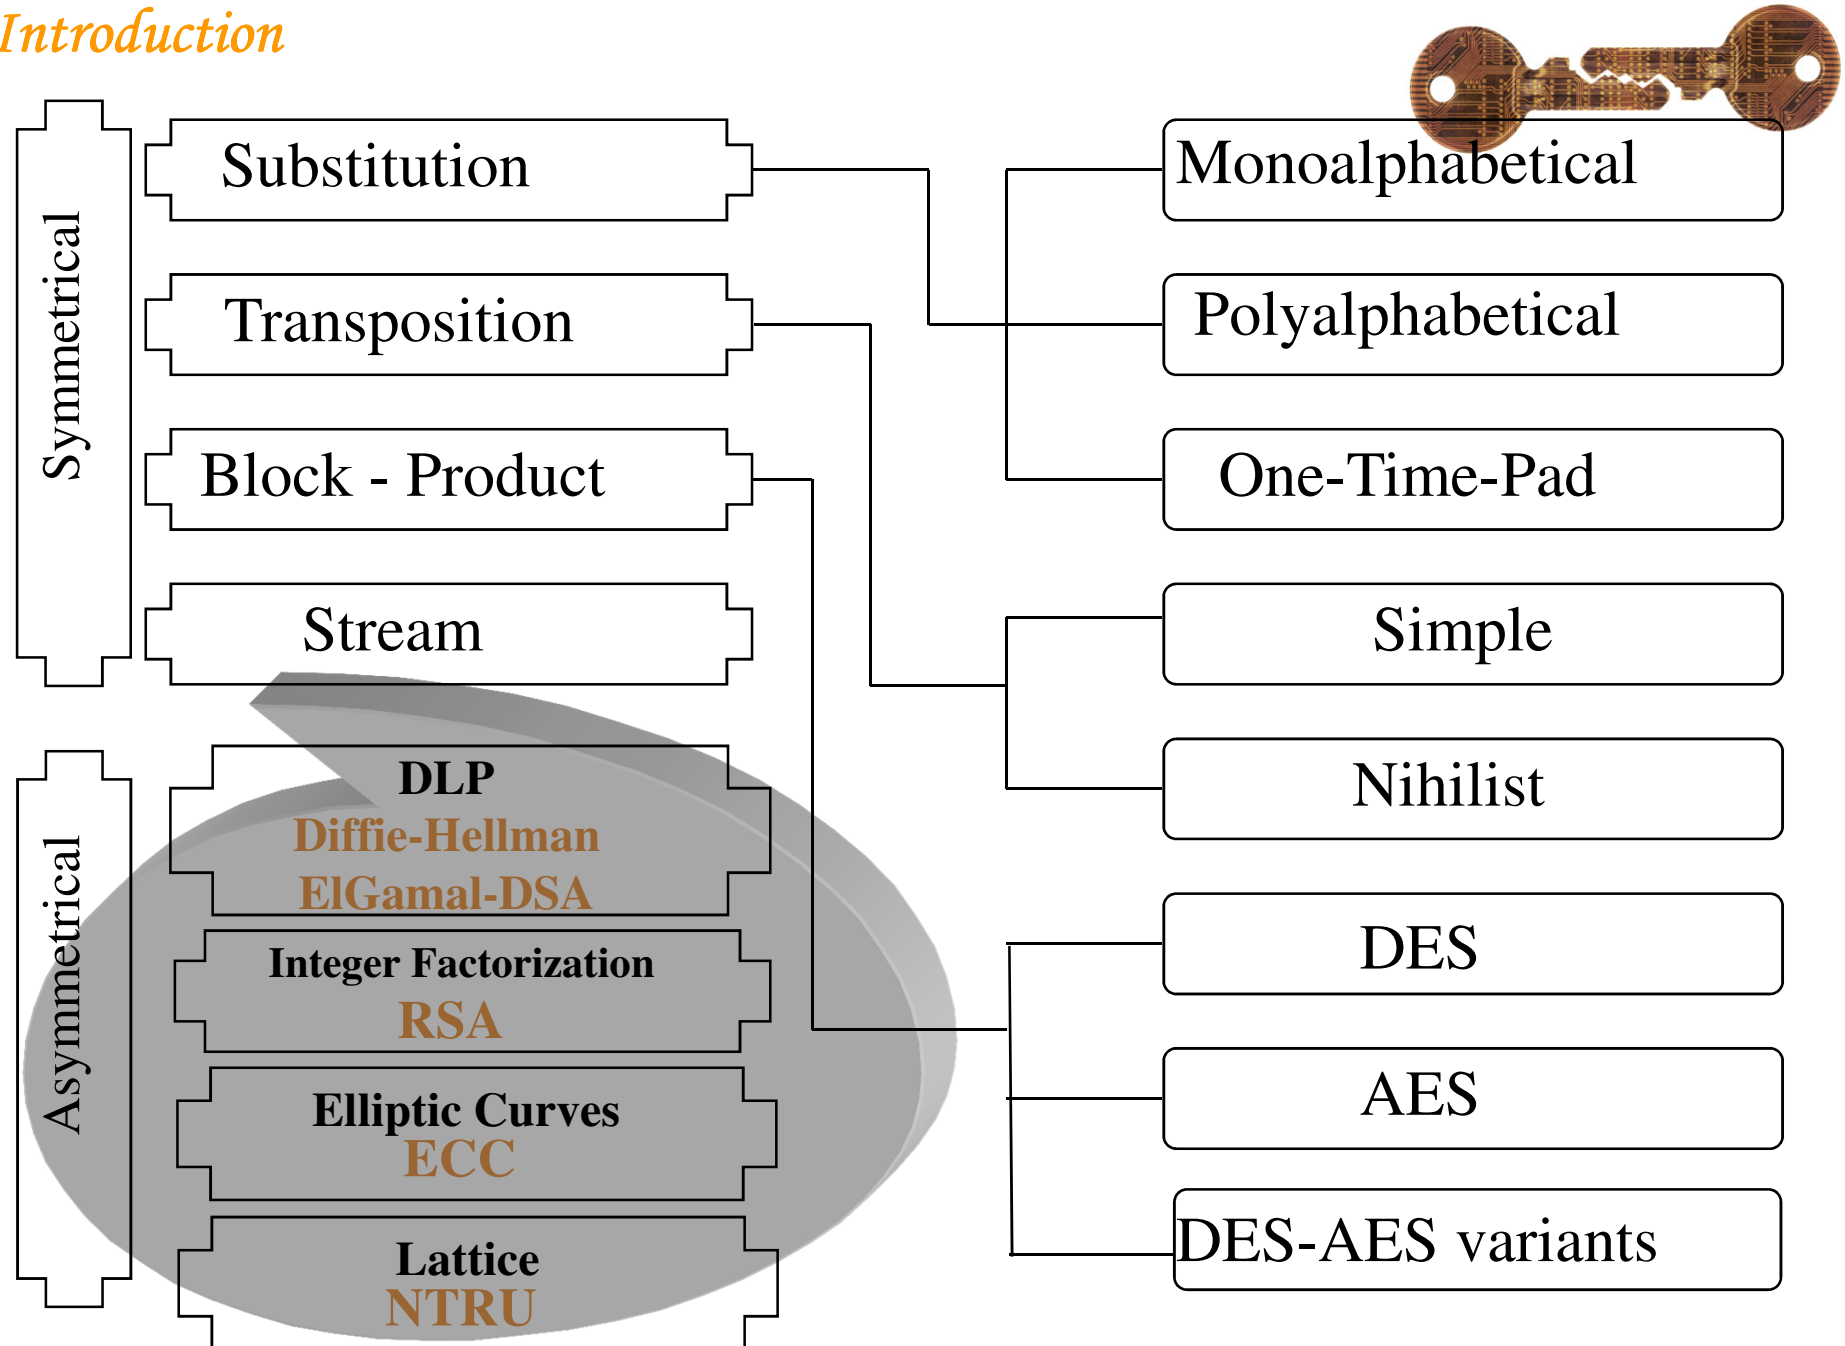 Introduction
Symmetrical
Substitution
Transposition
Block - Product
Stream
Monoalphabetical
Polyalphabetical
One-Time-Pad
Simple
Nihilist
DES
AES
DES-AES variants
Asymmetrical
DLP
Diffie-Hellman
ElGamal-DSA
Integer Factorization
RSA
Elliptic Curves
ECC
Lattice
NTRU